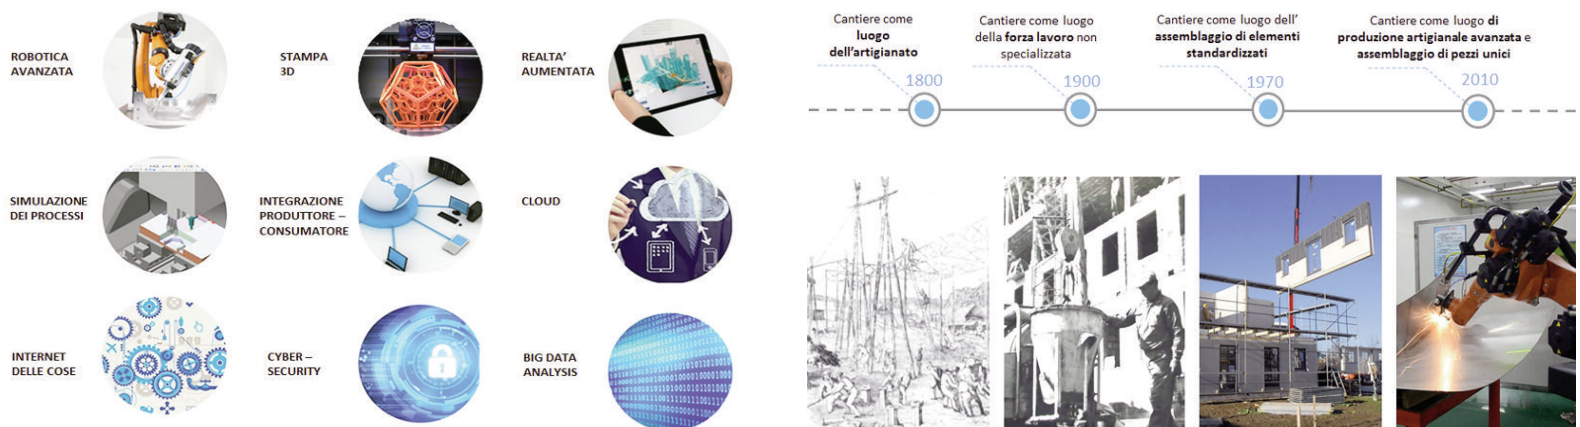 ROBOTICA
AVANZATA
STAMPA
3D
REALTA’
AUMENTATA
SIMULAZIONE
DEI PROCESSI
INTEGRAZIONE
PRODUTTORE –
CONSUMATORE
CLOUD
INTERNET
DELLE COSE
CYBER –
SECURITY
BIG DATA
ANALYSIS
Cantiere come
luogo
dell’artigianato
1800
Cantiere come luogo
della forza lavoro non
specializzata
1900
Cantiere come luogo dell’
assemblaggio di elementi
standardizzati
1970
Cantiere come luogo di
produzione artigianale avanzata e
assemblaggio di pezzi unici
2010